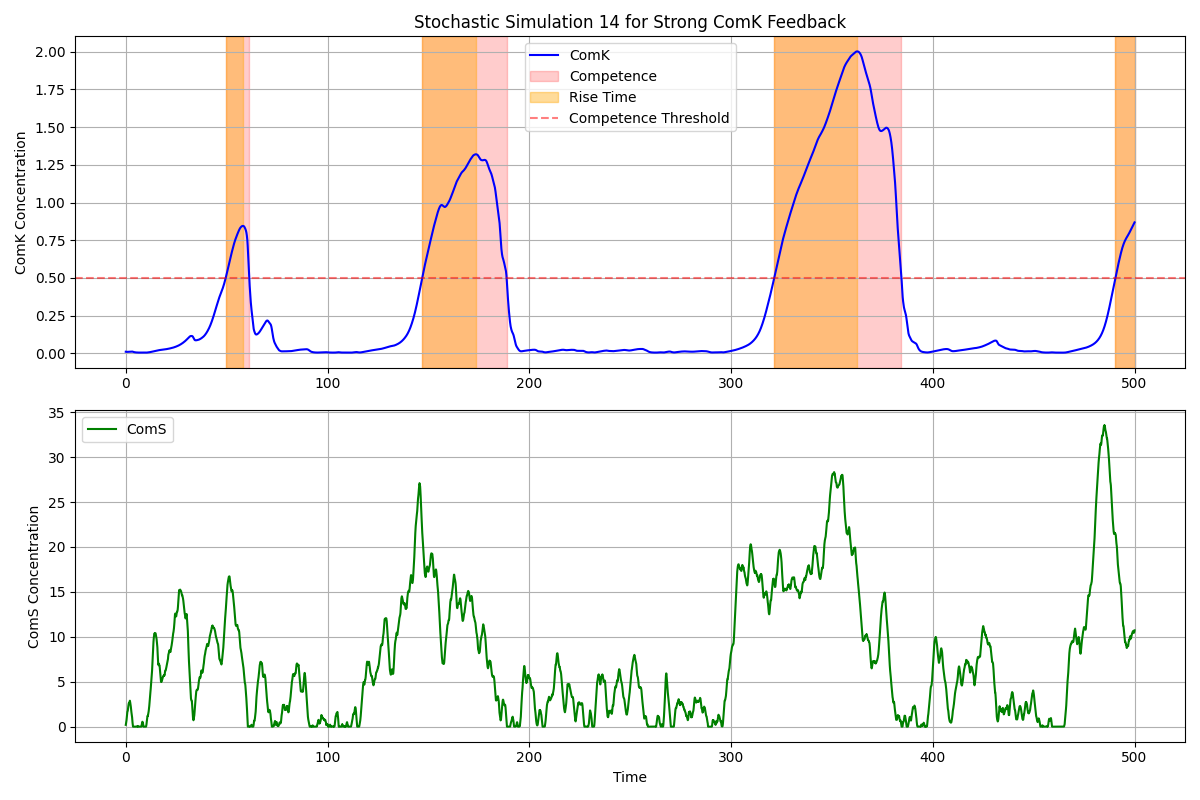 Stochastic Simulation 14 for Strong ComK Feedback
ComK Concentration
2.00
1.75
1.50
1.25
1.00
0.75
0.50
0.25
0.00
ComK
Competence
Rise Time
Competence Threshold
0 100 200 300 400 500
ComS Concentration
35
30
25
20
15
10
5
0
ComS
0 100 200 300 400 500
Time